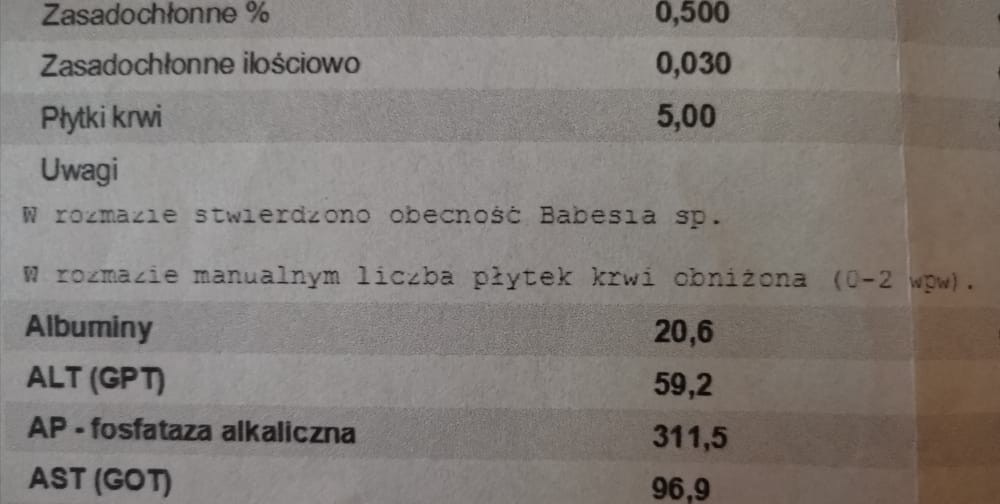 Zasadochłonne % 0,500
Zasadochłonne ilościowo 0,030
Płytki krwi 5,00
Uwagi
W rozmazie stwierdzono obecność Babesia sp.
W rozmazie manualnym liczba płytek krwi obniżona (0-2 wpw).
Albuminy 20,6
ALT (GPT) 59,2
AP - fosfataza alkaliczna 311,5
AST (GOT) 96,9